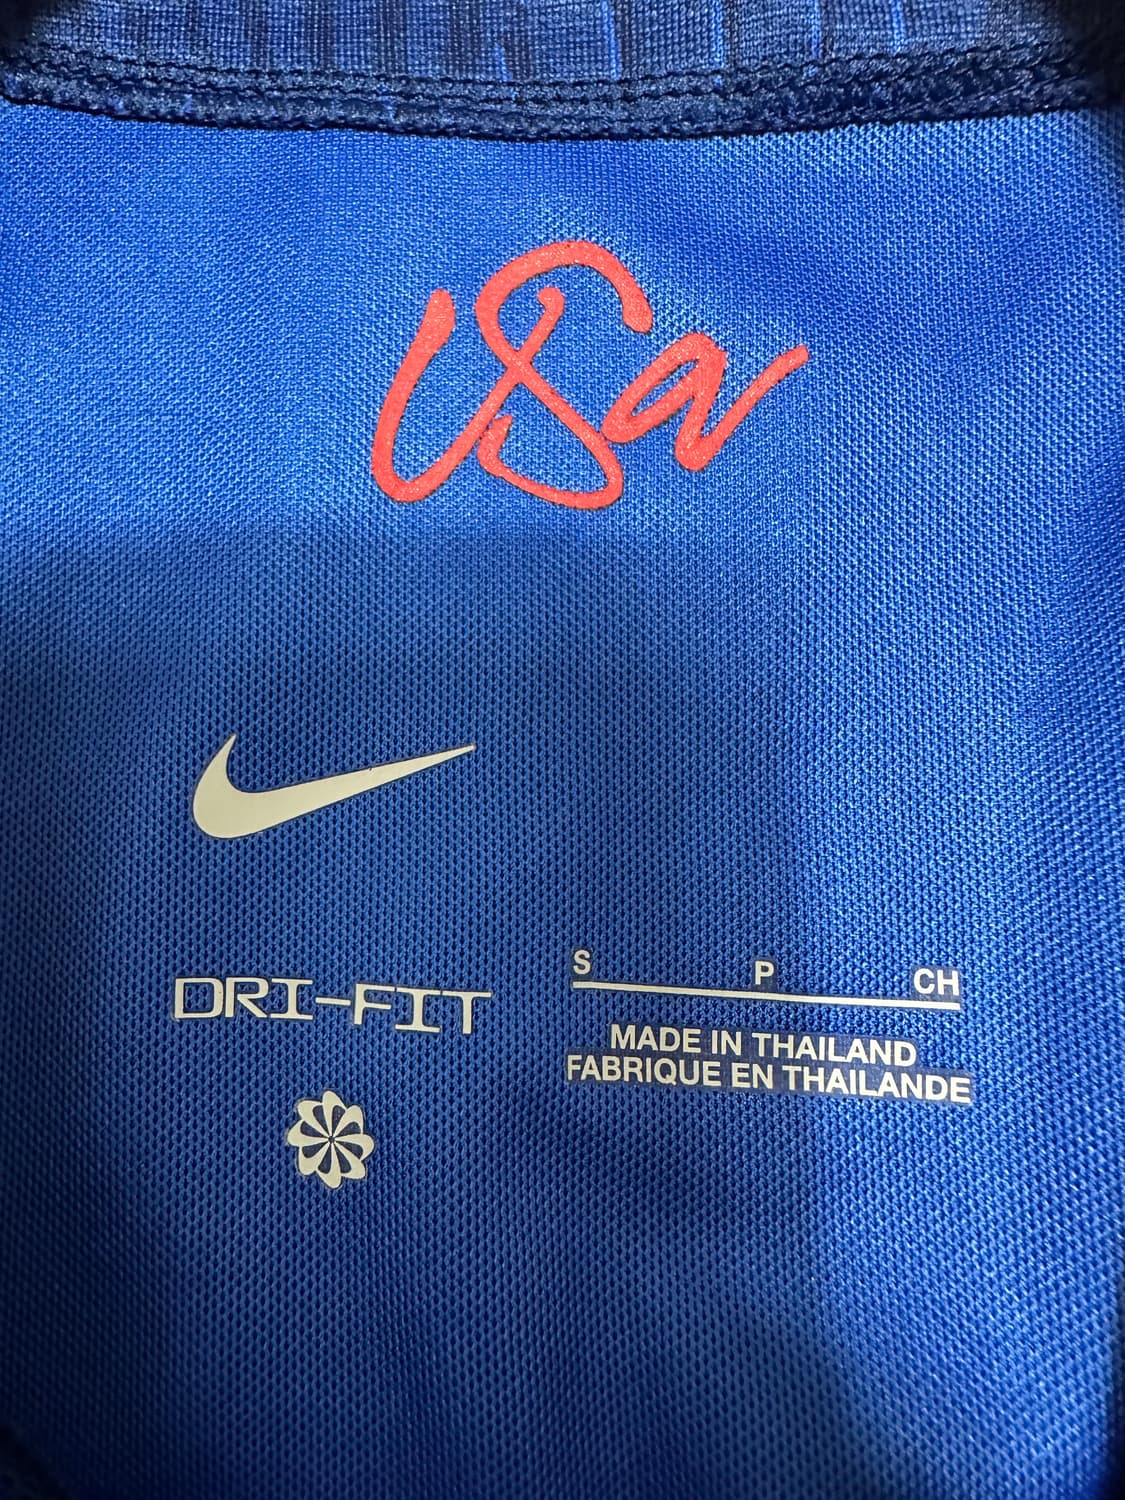 USA
DRI-FIT
S P CH
MADE IN THAILAND
FABRIQUE EN THAILANDE